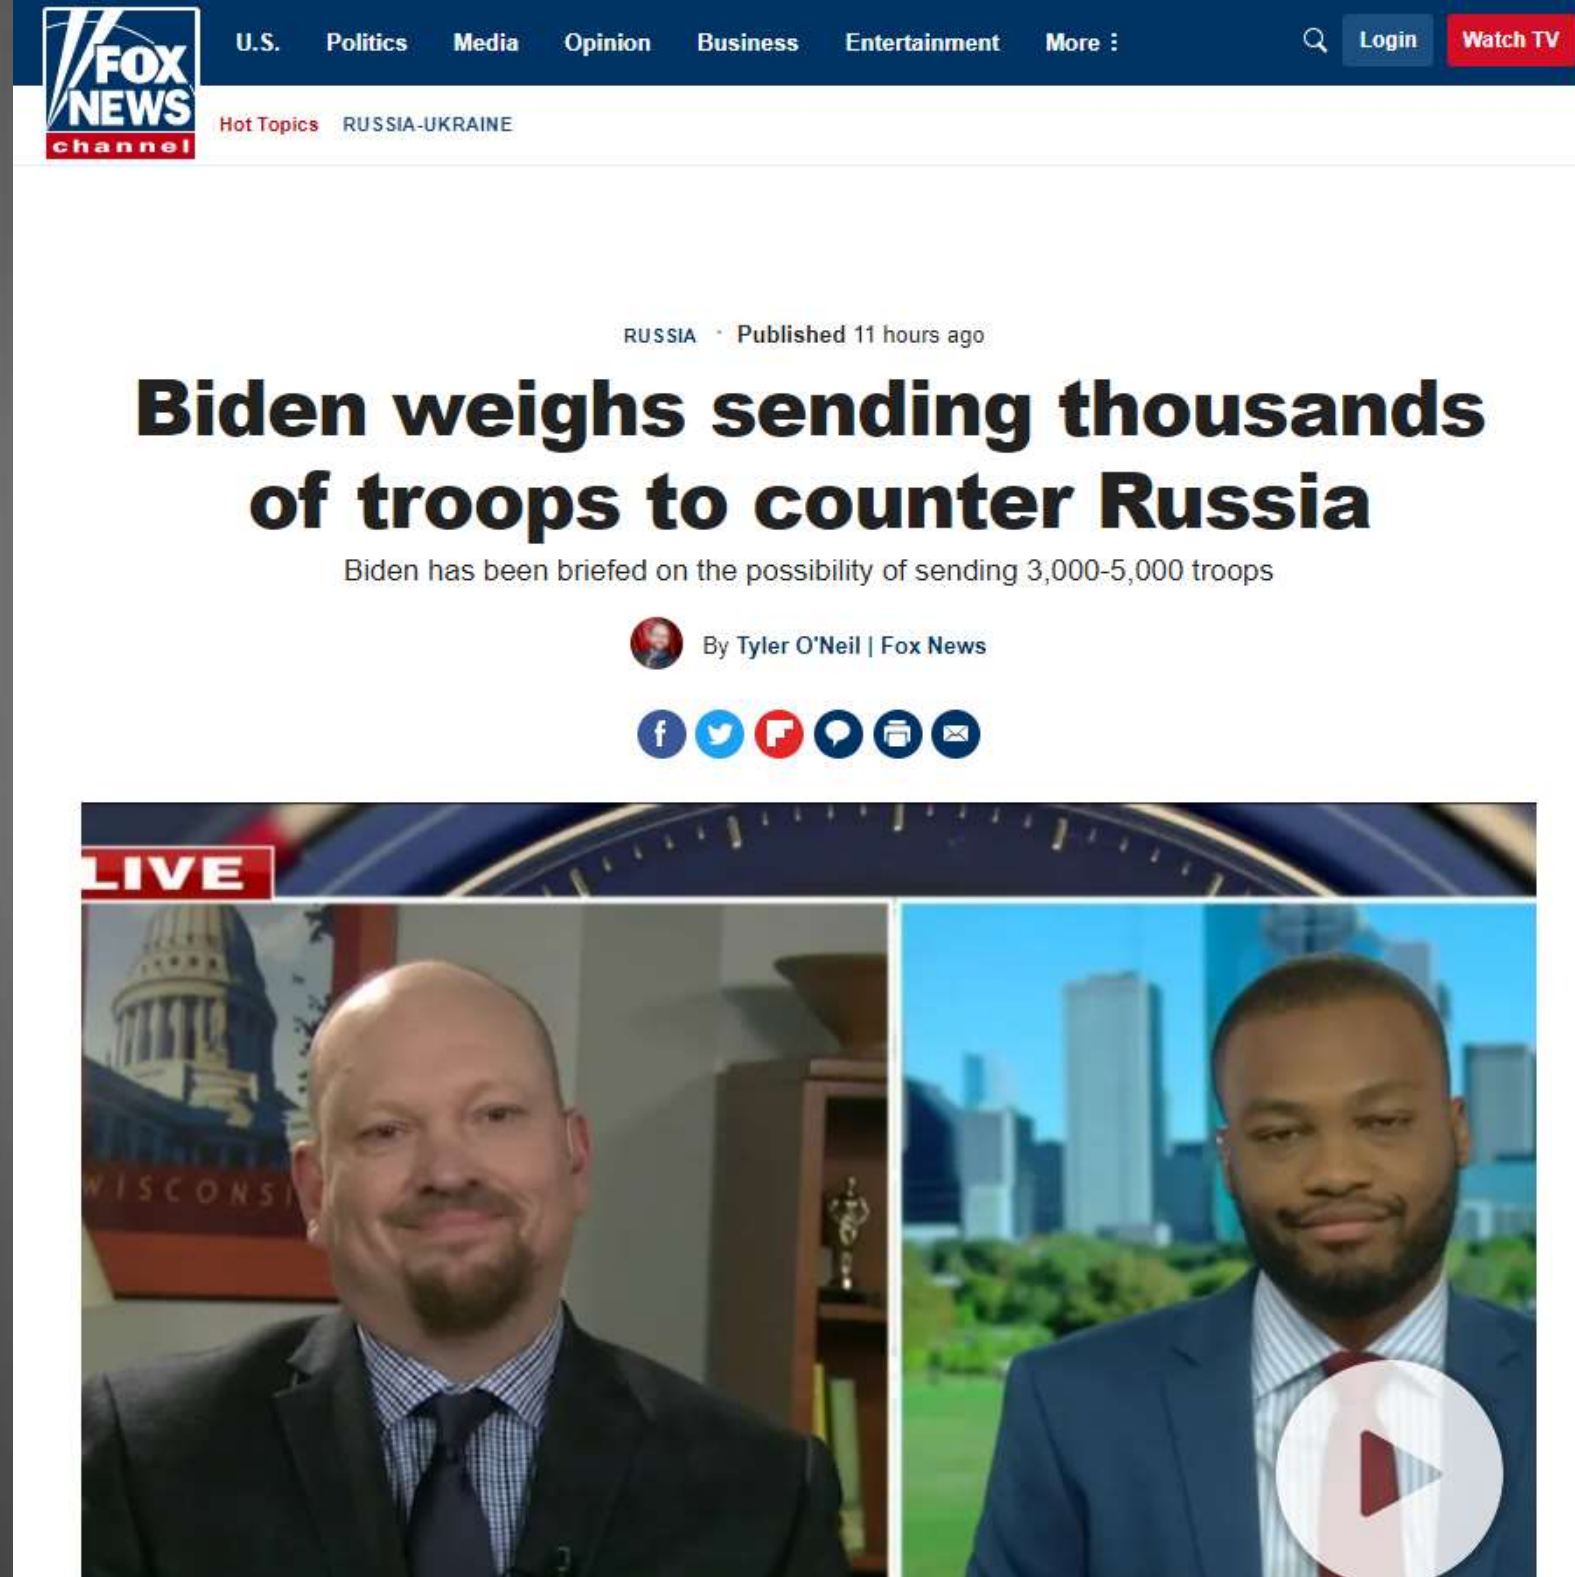 FOX
NEWS
channel
U.S. Politics Media Opinion Business Entertainment More
Login
Watch TV
Hot Topics RUSSIA-UKRAINE
RUSSIA · Published 11 hours ago
Biden weighs sending thousands
of troops to counter Russia
Biden has been briefed on the possibility of sending 3,000-5,000 troops
By Tyler O'Neil | Fox News
LIVE
WISCONSI